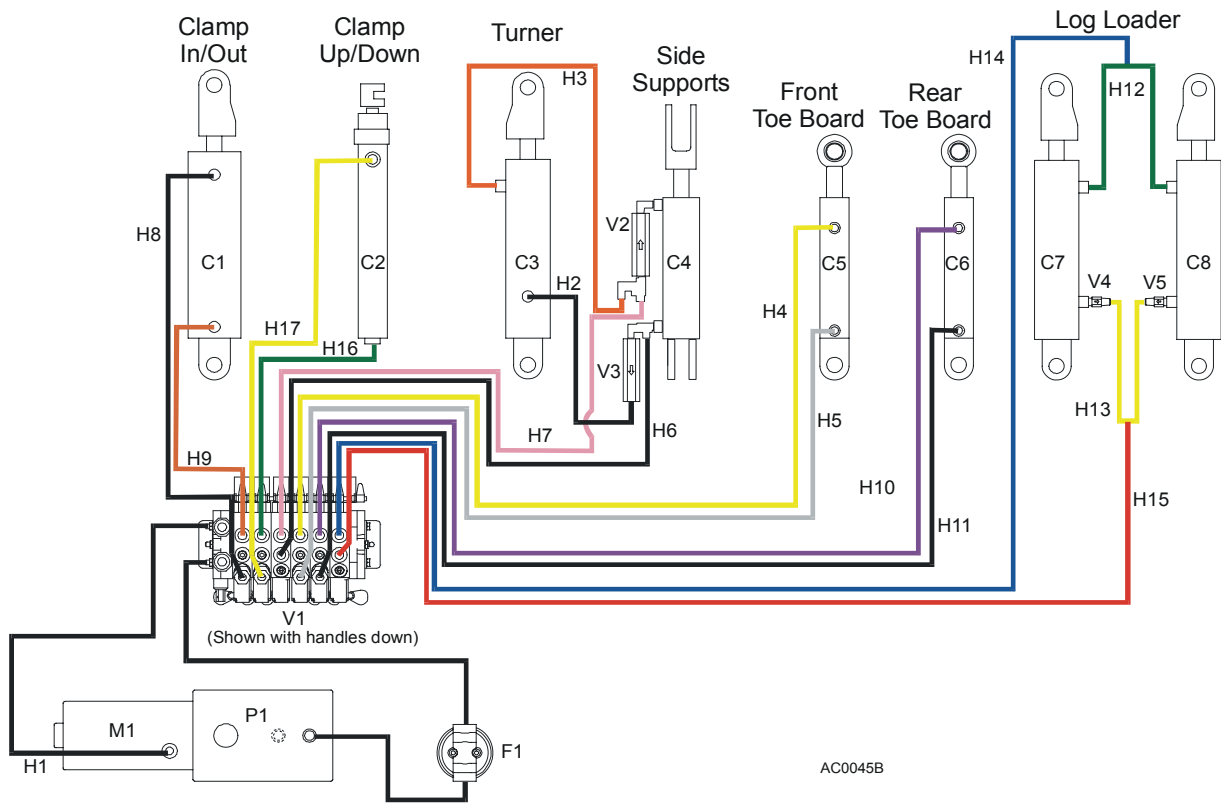 Clamp
In/Out
Clamp
Up/Down
Turner
Side
Supports
Front
Toe Board
Rear
Toe Board
Log Loader
H14
H3
H12
H8
V2
C1
C2
C3
C4
C5
C6
C7
C8
H2
V4
V5
H17
H4
H16
V3
H13
H5
H7
H6
H9
H10
H15
H11
V1
(Shown with handles down)
M1
P1
F1
H1
AC0045B